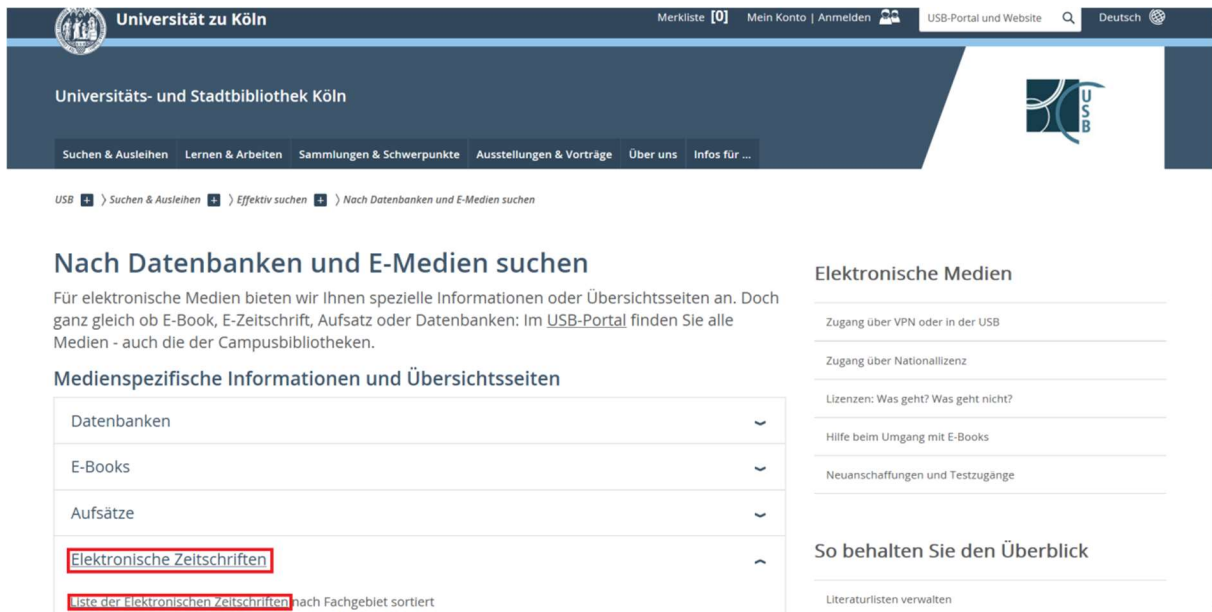 Universität zu Köln
Merkliste [0] Mein Konto | Anmelden USB-Portal und Website Deutsch
Universitäts- und Stadtbibliothek Köln
USB
Suchen & Ausleihen Lernen & Arbeiten Sammlungen & Schwerpunkte Ausstellungen & Vorträge Über uns Infos für ...
USB + 〉 Suchen & Ausleihen + 〉 Effektiv suchen + 〉 Nach Datenbanken und E-Medien suchen
Nach Datenbanken und E-Medien suchen
Für elektronische Medien bieten wir Ihnen spezielle Informationen oder Übersichtsseiten an. Doch
ganz gleich ob E-Book, E-Zeitschrift, Aufsatz oder Datenbanken: Im USB-Portal finden Sie alle
Medien - auch die der Campusbibliotheken.
Medienspezifische Informationen und Übersichtsseiten
Datenbanken
E-Books
Aufsätze
Elektronische Zeitschriften
Liste der Elektronischen Zeitschriften nach Fachgebiet sortiert
Elektronische Medien
Zugang über VPN oder in der USB
Zugang über Nationallizenz
Lizenzen: Was geht? Was geht nicht?
Hilfe beim Umgang mit E-Books
Neuanschaffungen und Testzugänge
So behalten Sie den Überblick
Literaturlisten verwalten